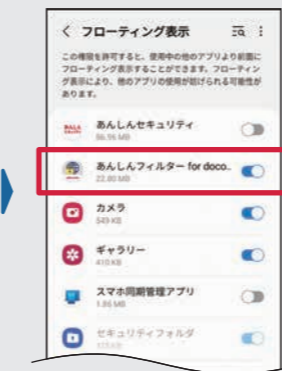 フローティング表示
この権限を許可すると、使用中の他のアプリより前面に
フローティング表示することができます。フローティン
グ表示により、他のアプリの使用が妨げられる可能性が
あります。
あんしんセキュリティ
86.96 MB
あんしんフィルター for doco..
22.80 MB
カメラ
549 KB
ギャラリー
410 KB
スマホ同期管理アプリ
1.86 MB
セキュリティフォルダ